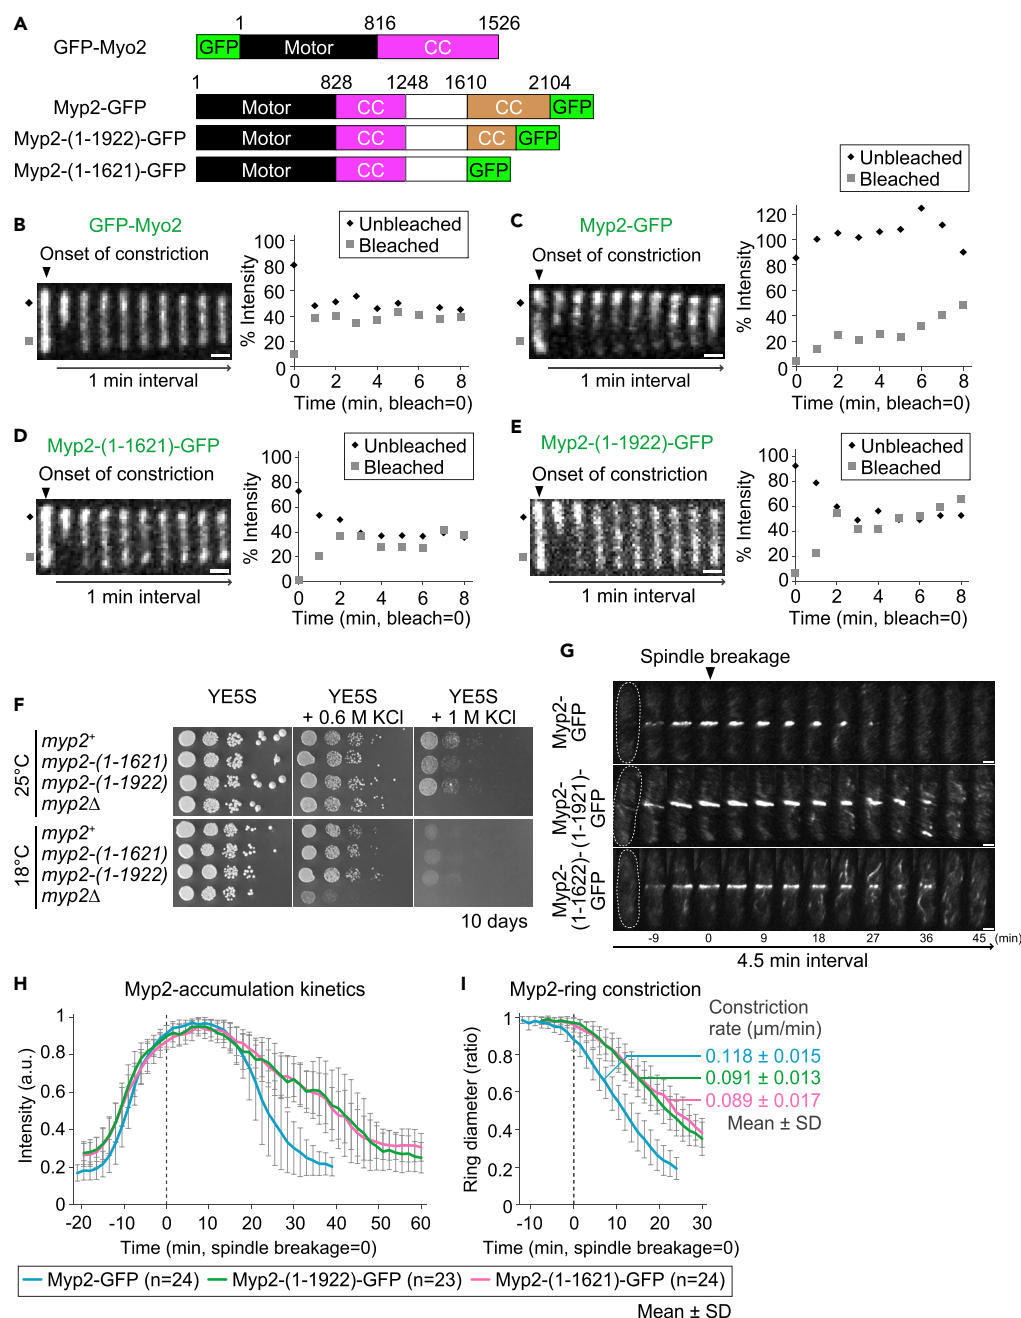 A
1 816 1526
GFP-Myo2
GFP Motor CC
1 828 1248 1610 2104
Myp2-GFP
Motor CC CC GFP
Myp2-(1-1922)-GFP
Motor CC CC GFP
Myp2-(1-1621)-GFP
Motor CC GFP
B
GFP-Myo2
Onset of constriction
1 min interval
Unbleached
Bleached
% Intensity
100
80
60
40
20
0
0 2 4 6 8
Time (min, bleach=0)
C
Myp2-GFP
Onset of constriction
1 min interval
Unbleached
Bleached
% Intensity
120
100
80
60
40
20
0
0 2 4 6 8
Time (min, bleach=0)
D
Myp2-(1-1621)-GFP
Onset of constriction
1 min interval
Unbleached
Bleached
% Intensity
100
80
60
40
20
0
0 2 4 6 8
Time (min, bleach=0)
E
Myp2-(1-1922)-GFP
Onset of constriction
1 min interval
Unbleached
Bleached
% Intensity
100
80
60
40
20
0
0 2 4 6 8
Time (min, bleach=0)
F
YE5S
YE5S
+ 0.6 M KCl
YE5S
+ 1 M KCl
25°C
myp2+
myp2-(1-1621)
myp2-(1-1922)
myp2Δ
18°C
myp2+
myp2-(1-1621)
myp2-(1-1922)
myp2Δ
10 days
G
Spindle breakage
Myp2-
GFP
Myp2-
(1-1921)-
GFP
Myp2-
(1-1622)-
GFP
-9 0 9 18 27 36 45 (min)
4.5 min interval
H
Myp2-accumulation kinetics
Intensity (a.u.)
1
0.8
0.6
0.4
0.2
0
-20 -10 0 10 20 30 40 50 60
Time (min, spindle breakage=0)
I
Myp2-ring constriction
Ring diameter (ratio)
1
0.8
0.6
0.4
0.2
0
-10 0 10 20 30
Time (min, spindle breakage=0)
Constriction
rate (µm/min)
0.118 ± 0.015
0.091 ± 0.013
0.089 ± 0.017
Mean ± SD
Myp2-GFP (n=24) Myp2-(1-1922)-GFP (n=23) Myp2-(1-1621)-GFP (n=24)
Mean ± SD